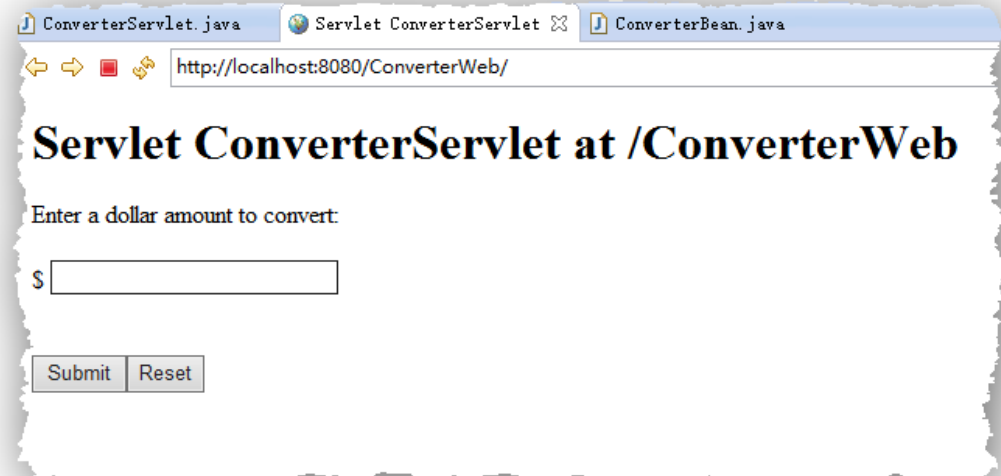 ConverterServlet.java Servlet ConverterServlet ConverterBean.java
http://localhost:8080/ConverterWeb/
Servlet ConverterServlet at /ConverterWeb
Enter a dollar amount to convert:
$
Submit Reset